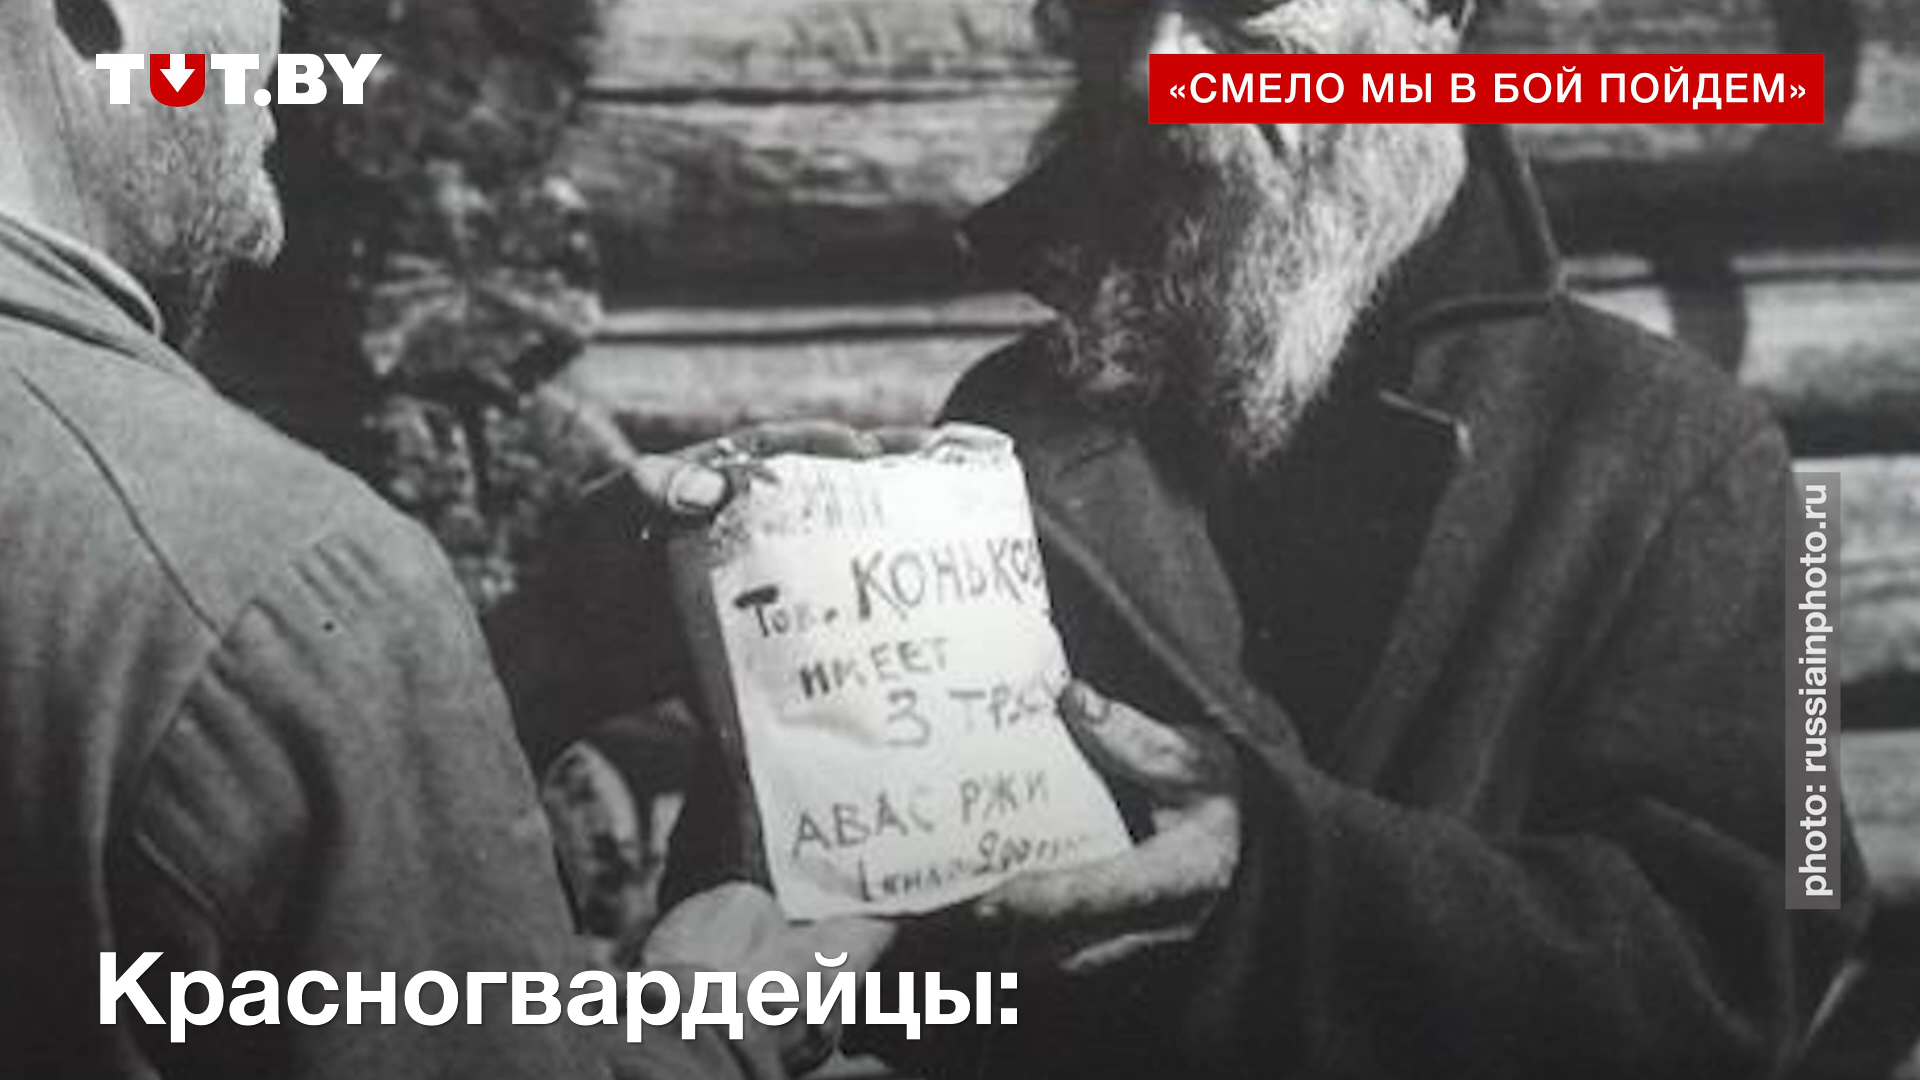 TUT.BY
«СМЕЛО МЫ В БОЙ ПОЙДЕМ»
Тов. КОНЬКОВ
ИМЕЕТ
3
АВАС РЖИ
photo: russiainphoto.ru
Красногвардейцы: